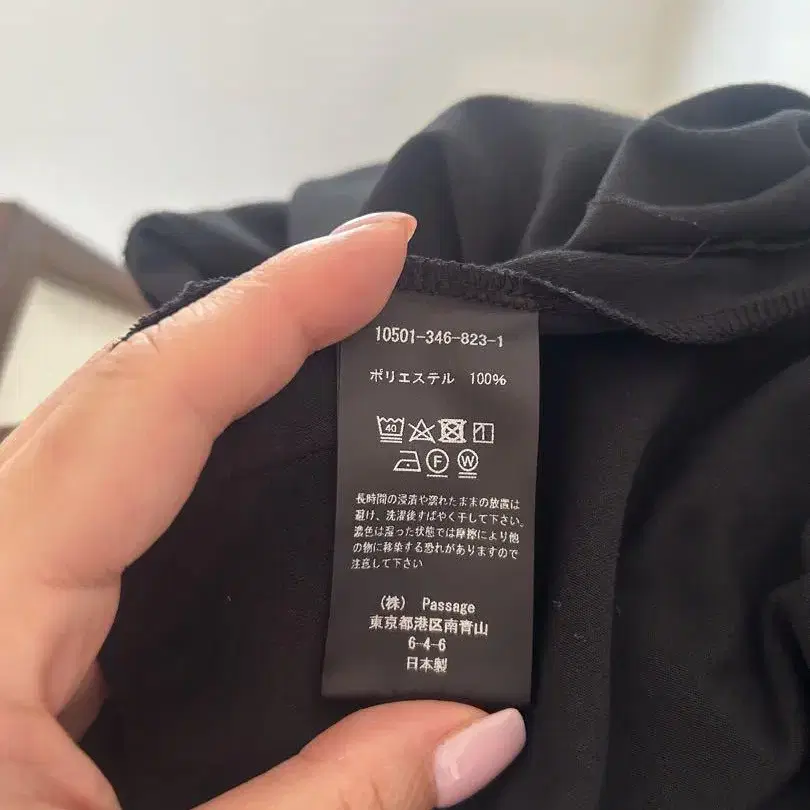 10501-346-823-1
ポリエステル 100%
40
F W
長時間の浸漬や濡れたままの放置は
避け、洗濯後すばやく干して下さい。
濃色は湿った状態では摩擦により他
の物に移染する恐れがありますので
注意して下さい
(株) Passage
東京都港区南青山
6-4-6
日本製